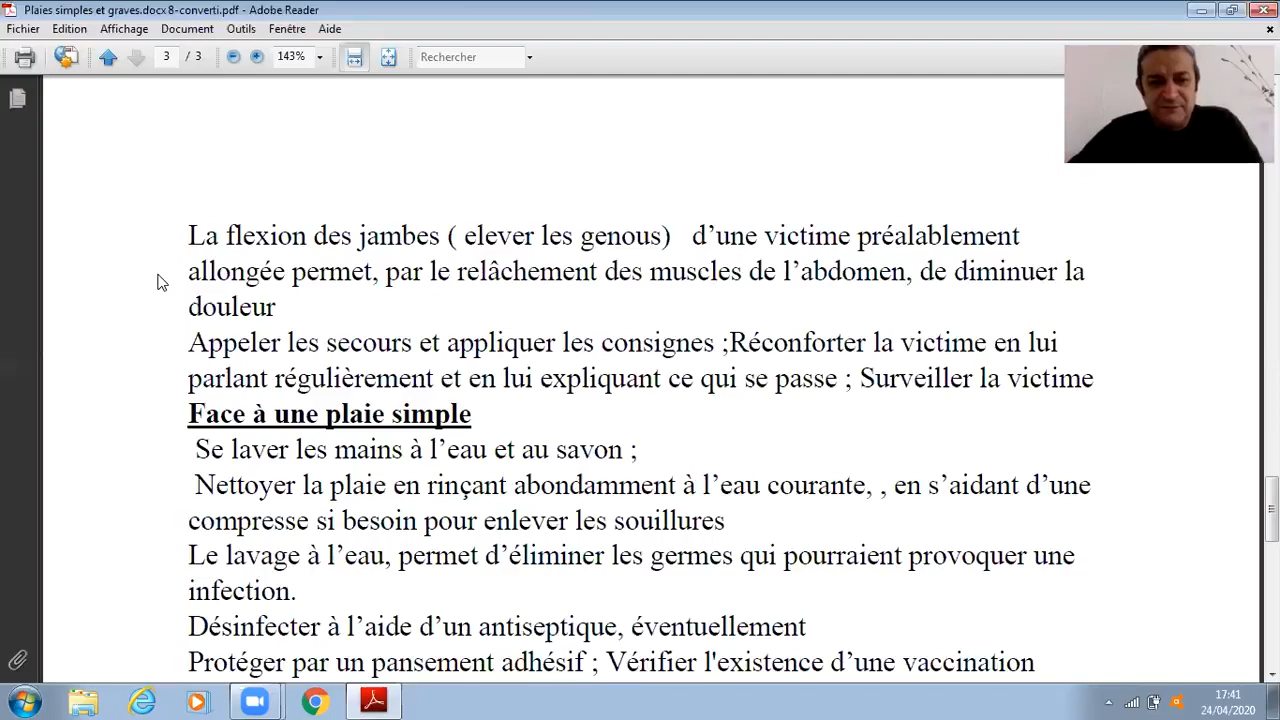 Plaies simples et graves.docx8-converti.pdf - Adobe Reader
Fichier Edition Affichage Document Outils Fenêtre Aide
3 / 3 143% Rechercher
La flexion des jambes ( elever les genous) d’une victime préalablement
allongée permet, par le relâchement des muscles de l’abdomen, de diminuer la
douleur
Appeler les secours et appliquer les consignes ;Réconforter la victime en lui
parlant régulièrement et en lui expliquant ce qui se passe ; Surveiller la victime
Face à une plaie simple
Se laver les mains à l’eau et au savon ;
Nettoyer la plaie en rinçant abondamment à l’eau courante, , en s’aidant d’une
compresse si besoin pour enlever les souillures
Le lavage à l’eau, permet d’éliminer les germes qui pourraient provoquer une
infection.
Désinfecter à l’aide d’un antiseptique, éventuellement
Protéger par un pansement adhésif ; Vérifier l'existence d’une vaccination
17:41
24/04/2020